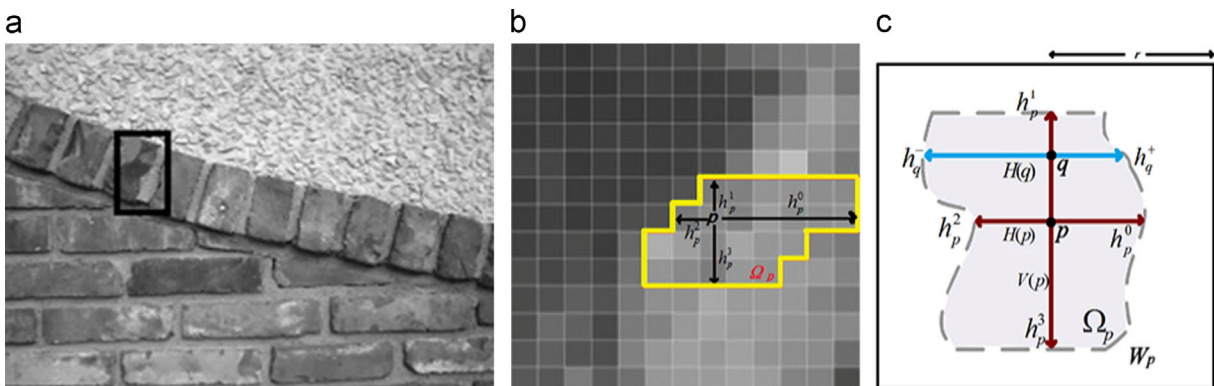 a
b
c
h_p^1
p
h_p^0
h_p^2
h_p^3
Ω_p
r
h_p^1
h_q^-
H(q)
q
h_q^+
h_p^2
H(p)
p
h_p^0
V(p)
h_p^3
Ω_p
W_p